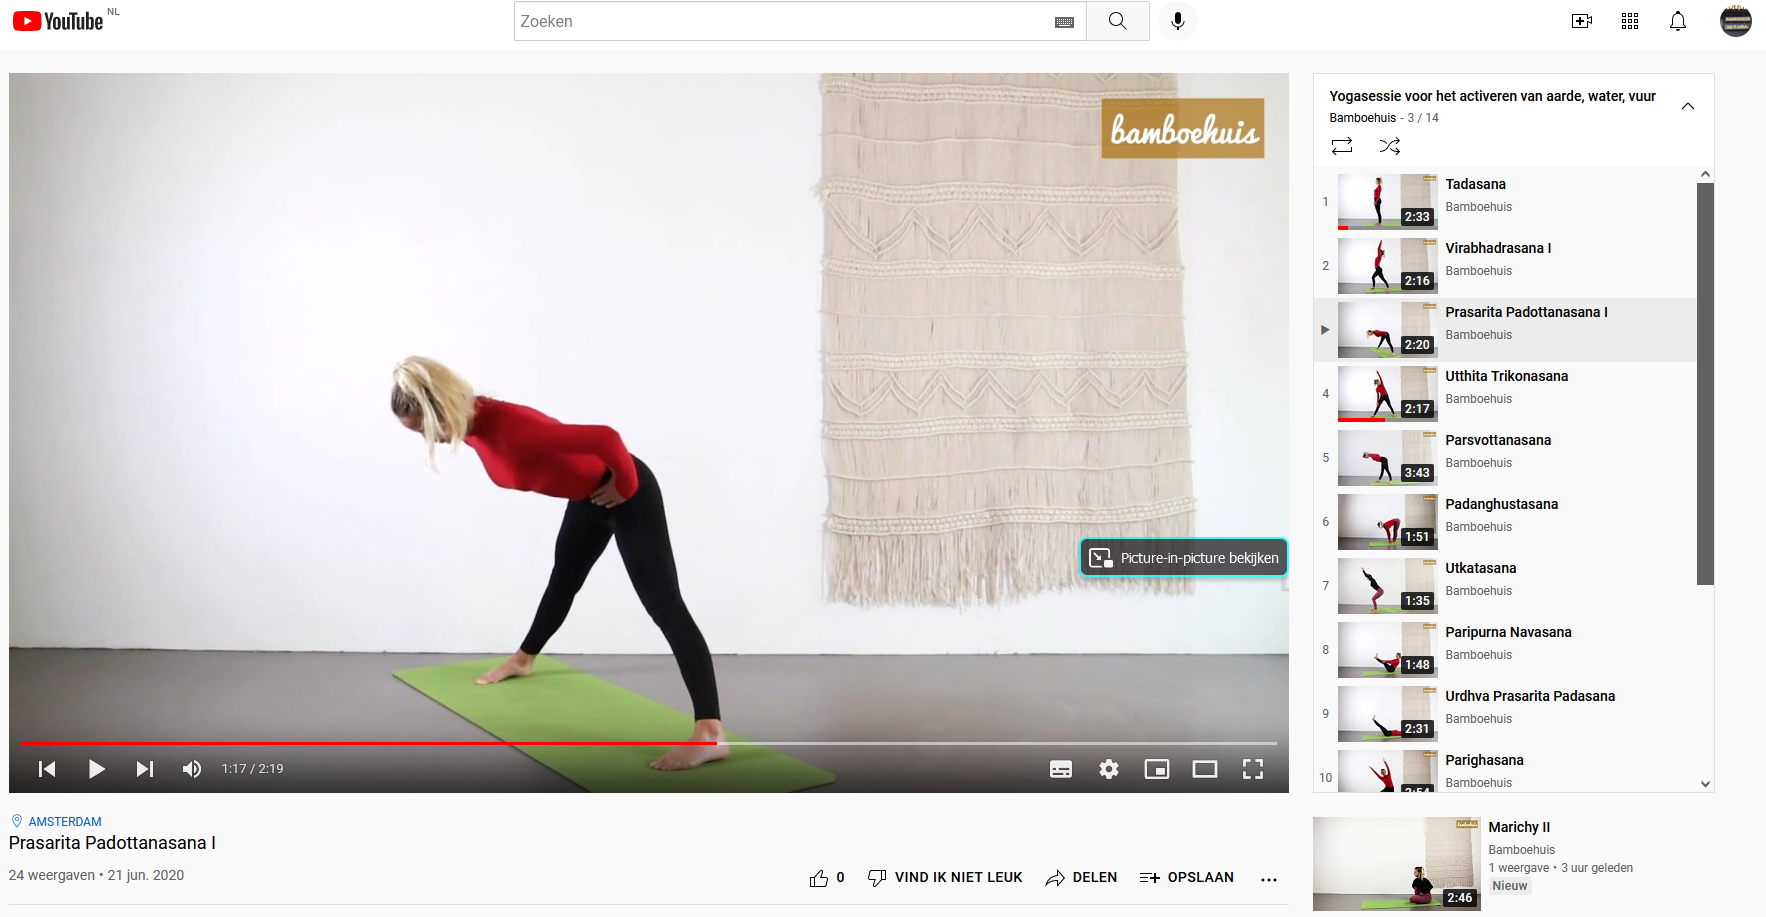 YouTube NL
Zoeken
bamboehuis
Picture-in-picture bekijken
1:17 / 2:19
AMSTERDAM
Prasarita Padottanasana I
24 weergaven • 21 jun. 2020
0
VIND IK NIET LEUK
DELEN
OPSLAAN
Yogasessie voor het activeren van aarde, water, vuur
Bamboehuis - 3 / 14
1
2:33
Tadasana
Bamboehuis
2
2:16
Virabhadrasana I
Bamboehuis
2:20
Prasarita Padottanasana I
Bamboehuis
4
2:17
Utthita Trikonasana
Bamboehuis
5
3:43
Parsvottanasana
Bamboehuis
6
1:51
Padanghustasana
Bamboehuis
7
1:35
Utkatasana
Bamboehuis
8
1:48
Paripurna Navasana
Bamboehuis
9
2:31
Urdhva Prasarita Padasana
Bamboehuis
10
Parighasana
Bamboehuis
2:46
Marichy II
Bamboehuis
1 weergave • 3 uur geleden
Nieuw